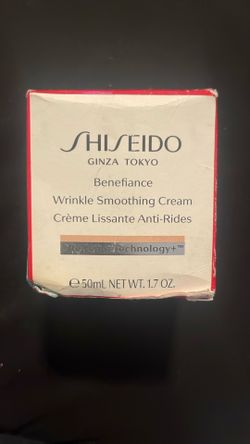 SHISEIDO
GINZA TOKYO
Benefiance
Wrinkle Smoothing Cream
Crème Lissante Anti-Rides
Technology+™
℮50mL NET WT. 1.7 OZ.